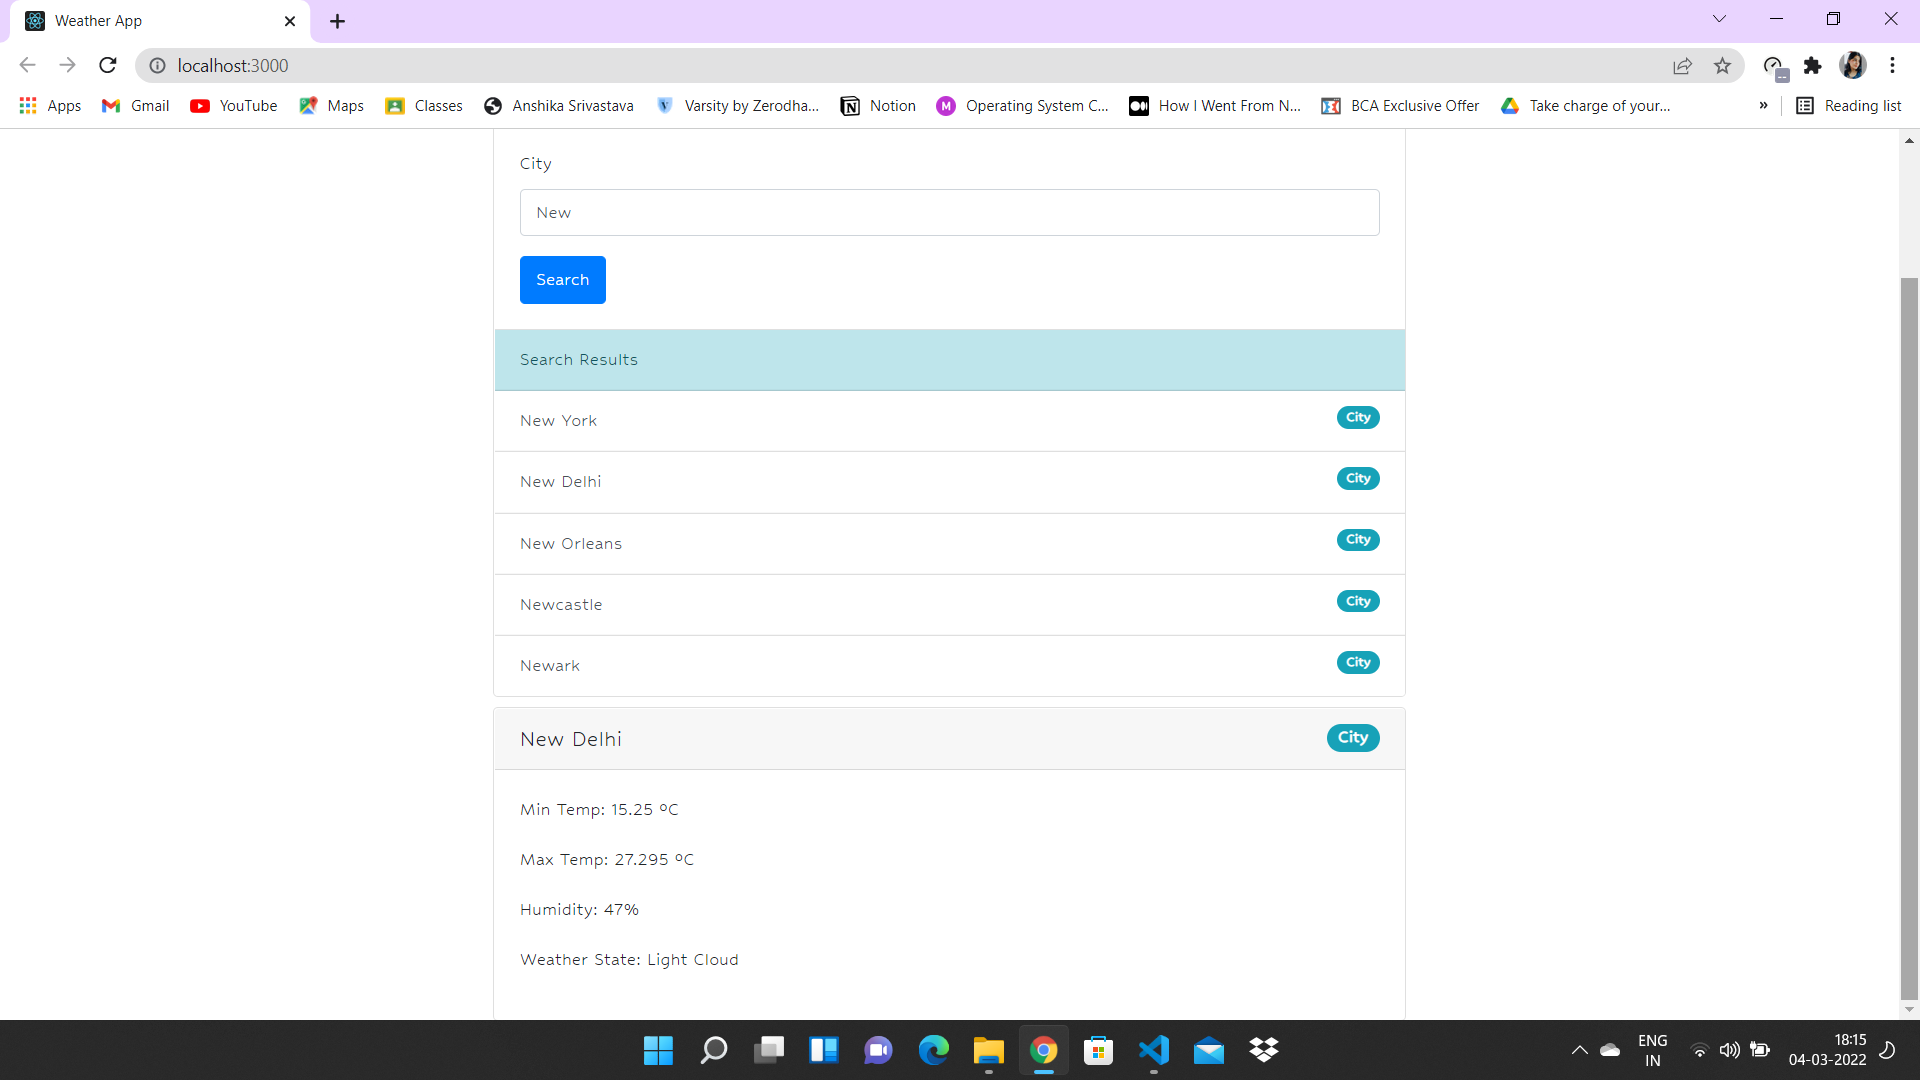 Weather App
localhost:3000
Apps Gmail YouTube Maps Classes Anshika Srivastava Varsity by Zerodha... Notion Operating System C... How I Went From N... BCA Exclusive Offer Take charge of your... » Reading list
City
New
Search
Search Results
New York City
New Delhi City
New Orleans City
Newcastle City
Newark City
New Delhi City
Min Temp: 15.25 ºC
Max Temp: 27.295 ºC
Humidity: 47%
Weather State: Light Cloud
ENG 18:15
IN 04-03-2022